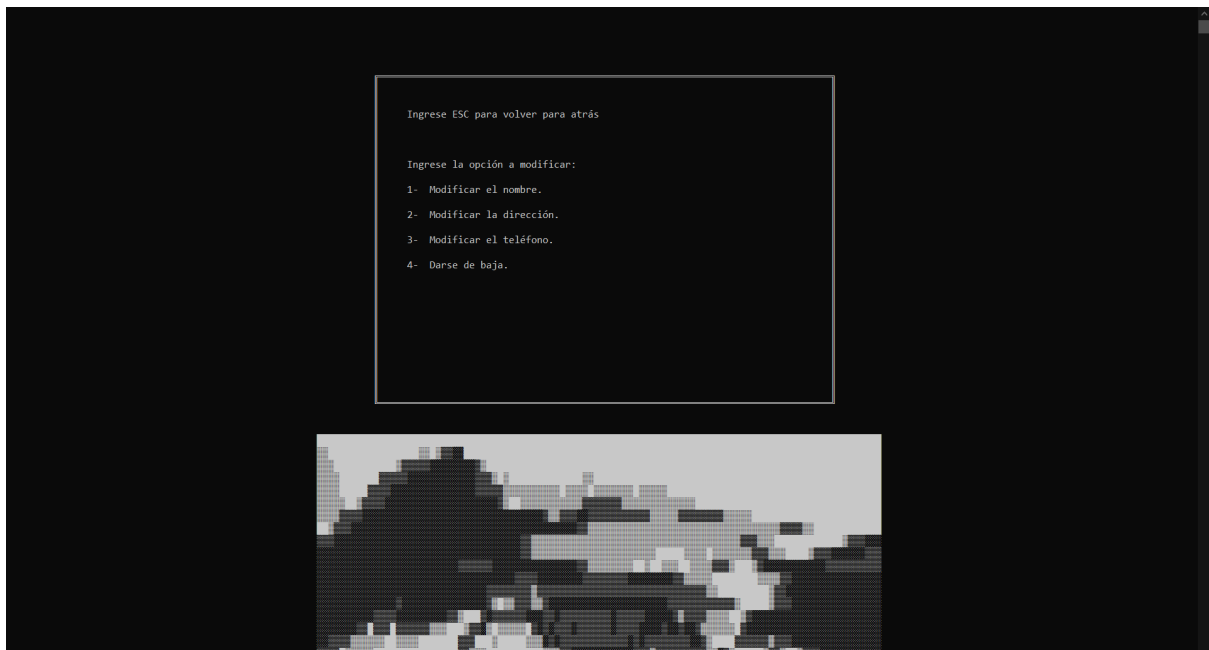 Ingrese ESC para volver para atrás
Ingrese la opción a modificar:
1- Modificar el nombre.
2- Modificar la dirección.
3- Modificar el teléfono.
4- Darse de baja.